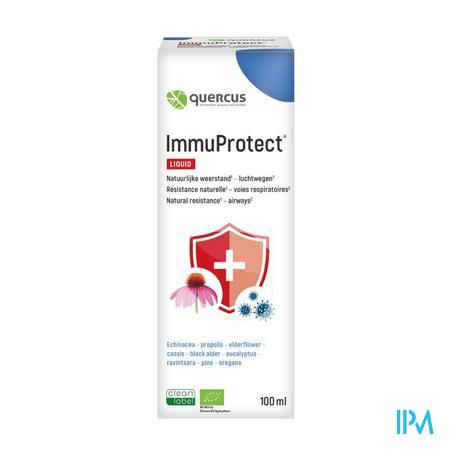 quercus
ImmuProtect®
LIQUID
Natuurlijke weerstand¹ - luchtwegen²
Résistance naturelle¹ - voies respiratoires²
Natural resistance¹ - airways²
Echinacea - propolis - elderflower -
cassis - black alder - eucalyptus -
ravintsara - pine - oregano
clean
label
100 ml
IPM